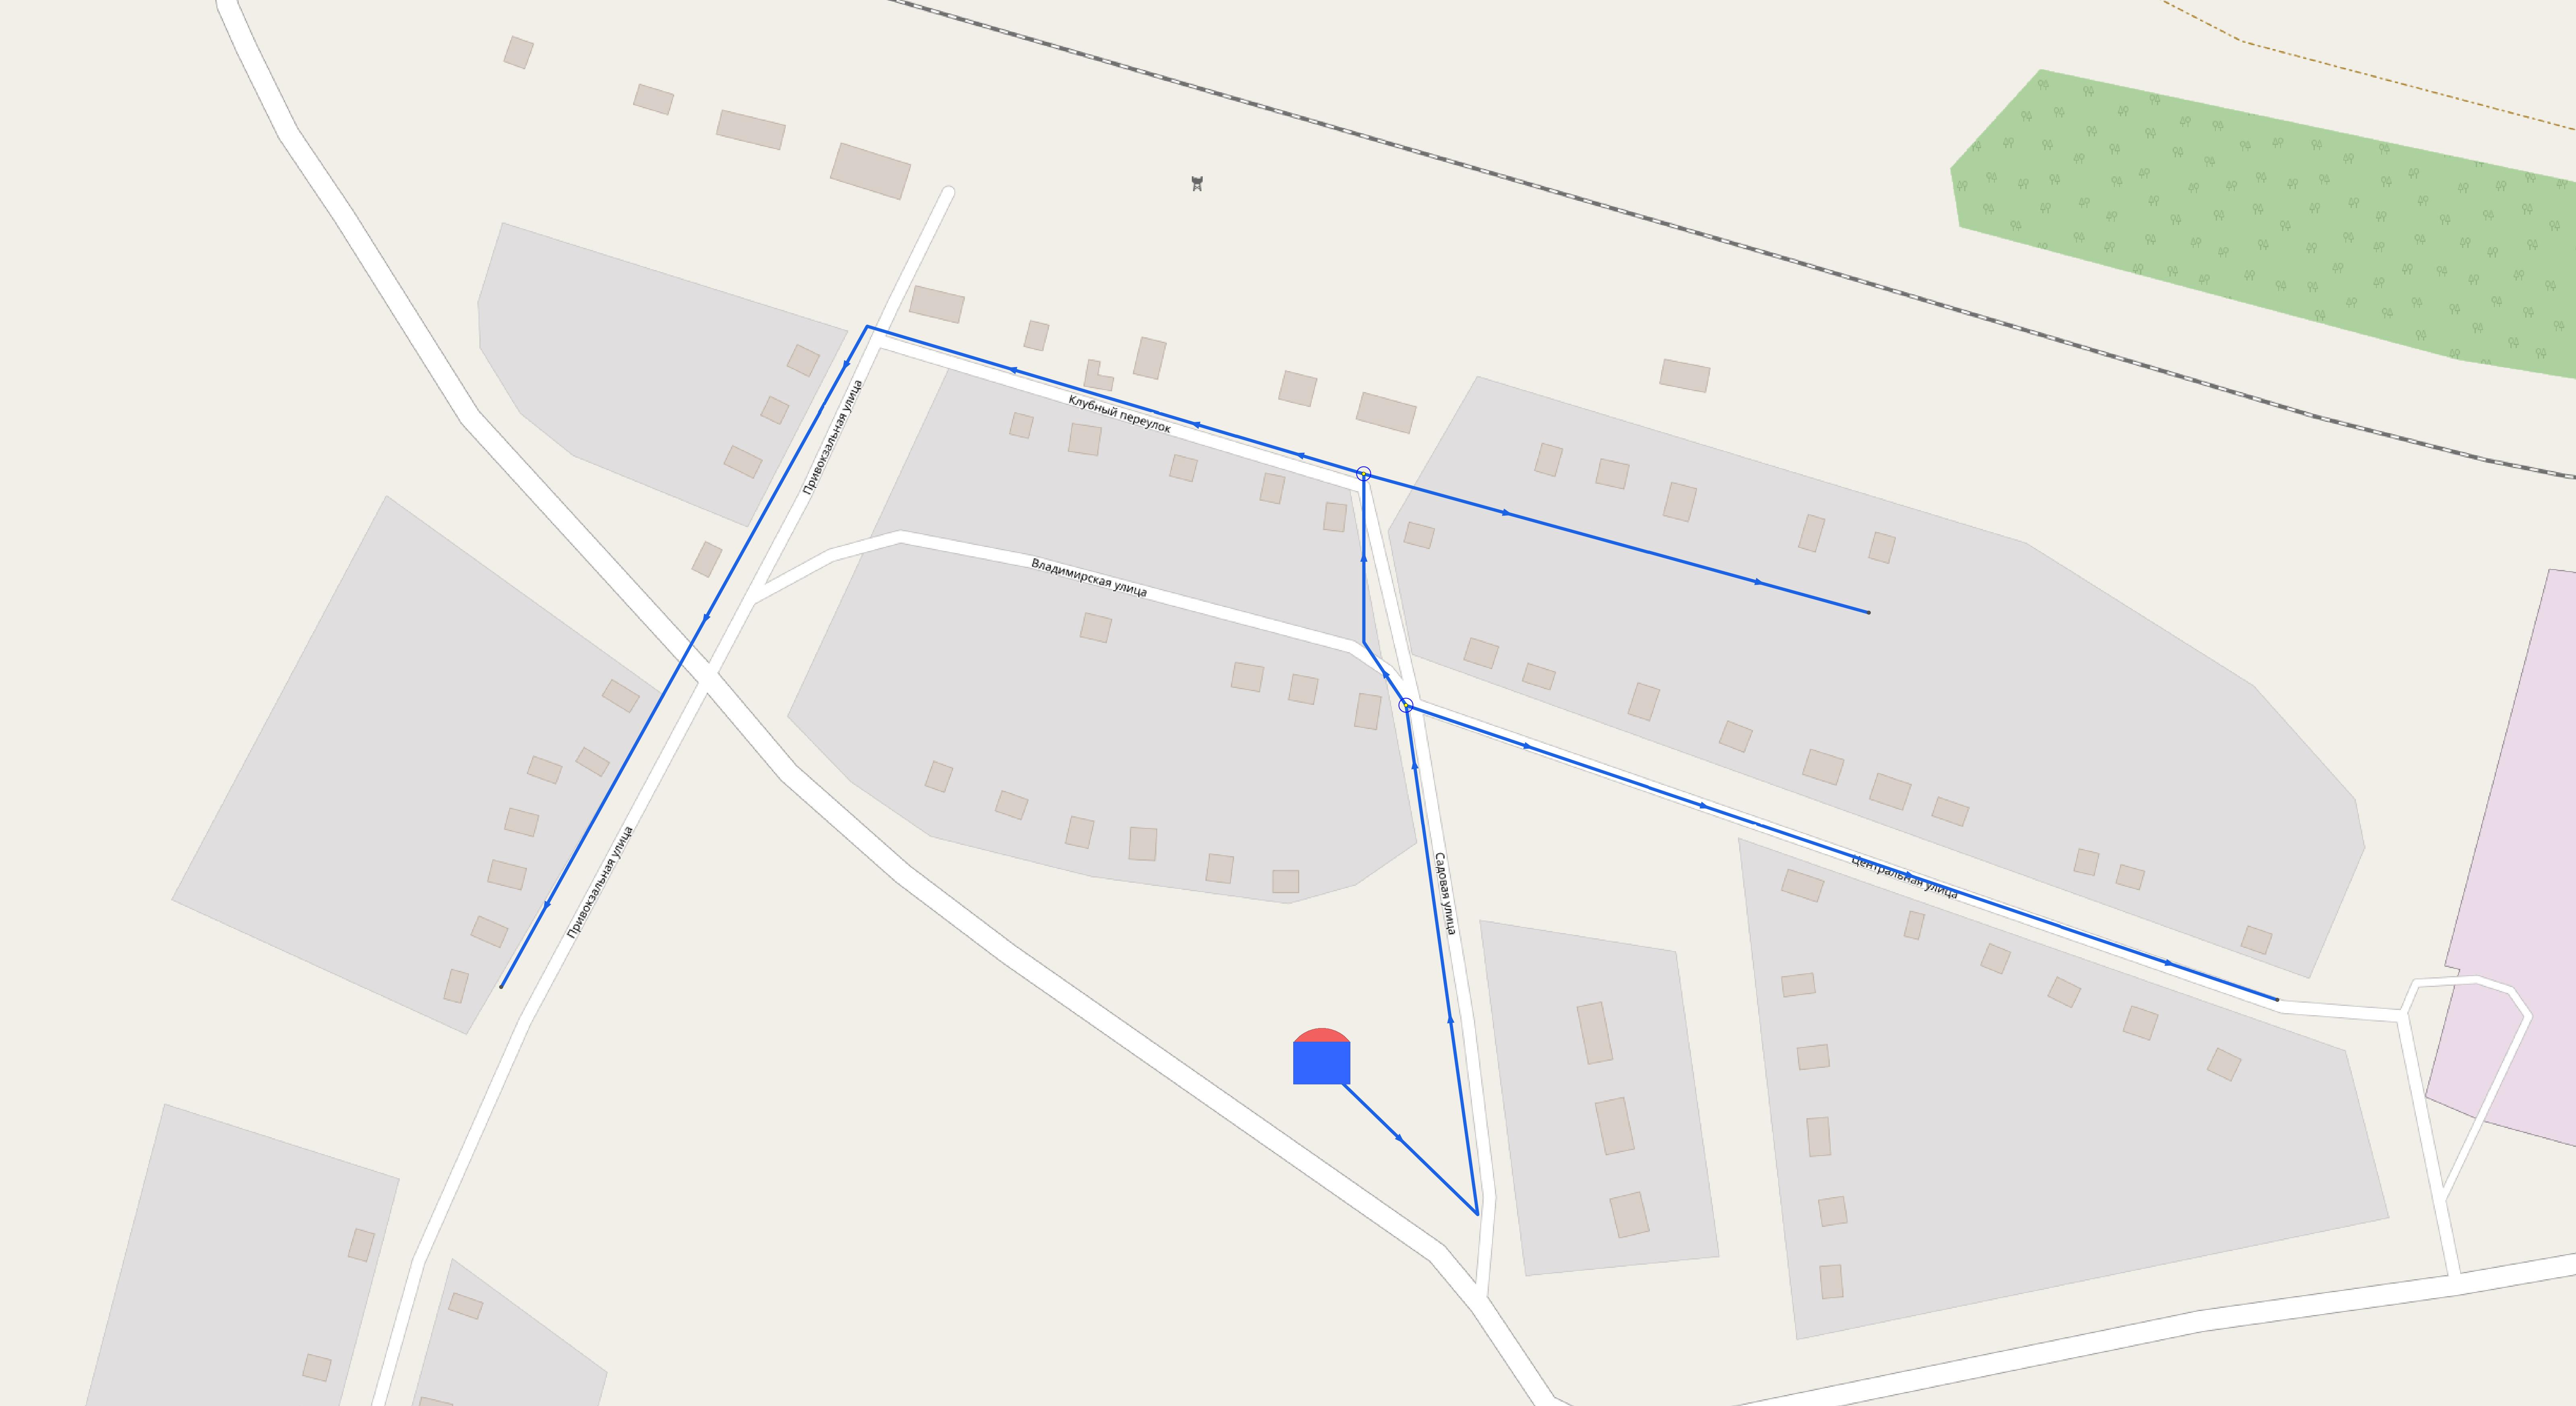 Клубный переулок
Привокзальная улица
Владимирская улица
Садовая улица
Центральная улица
Привокзальная улица